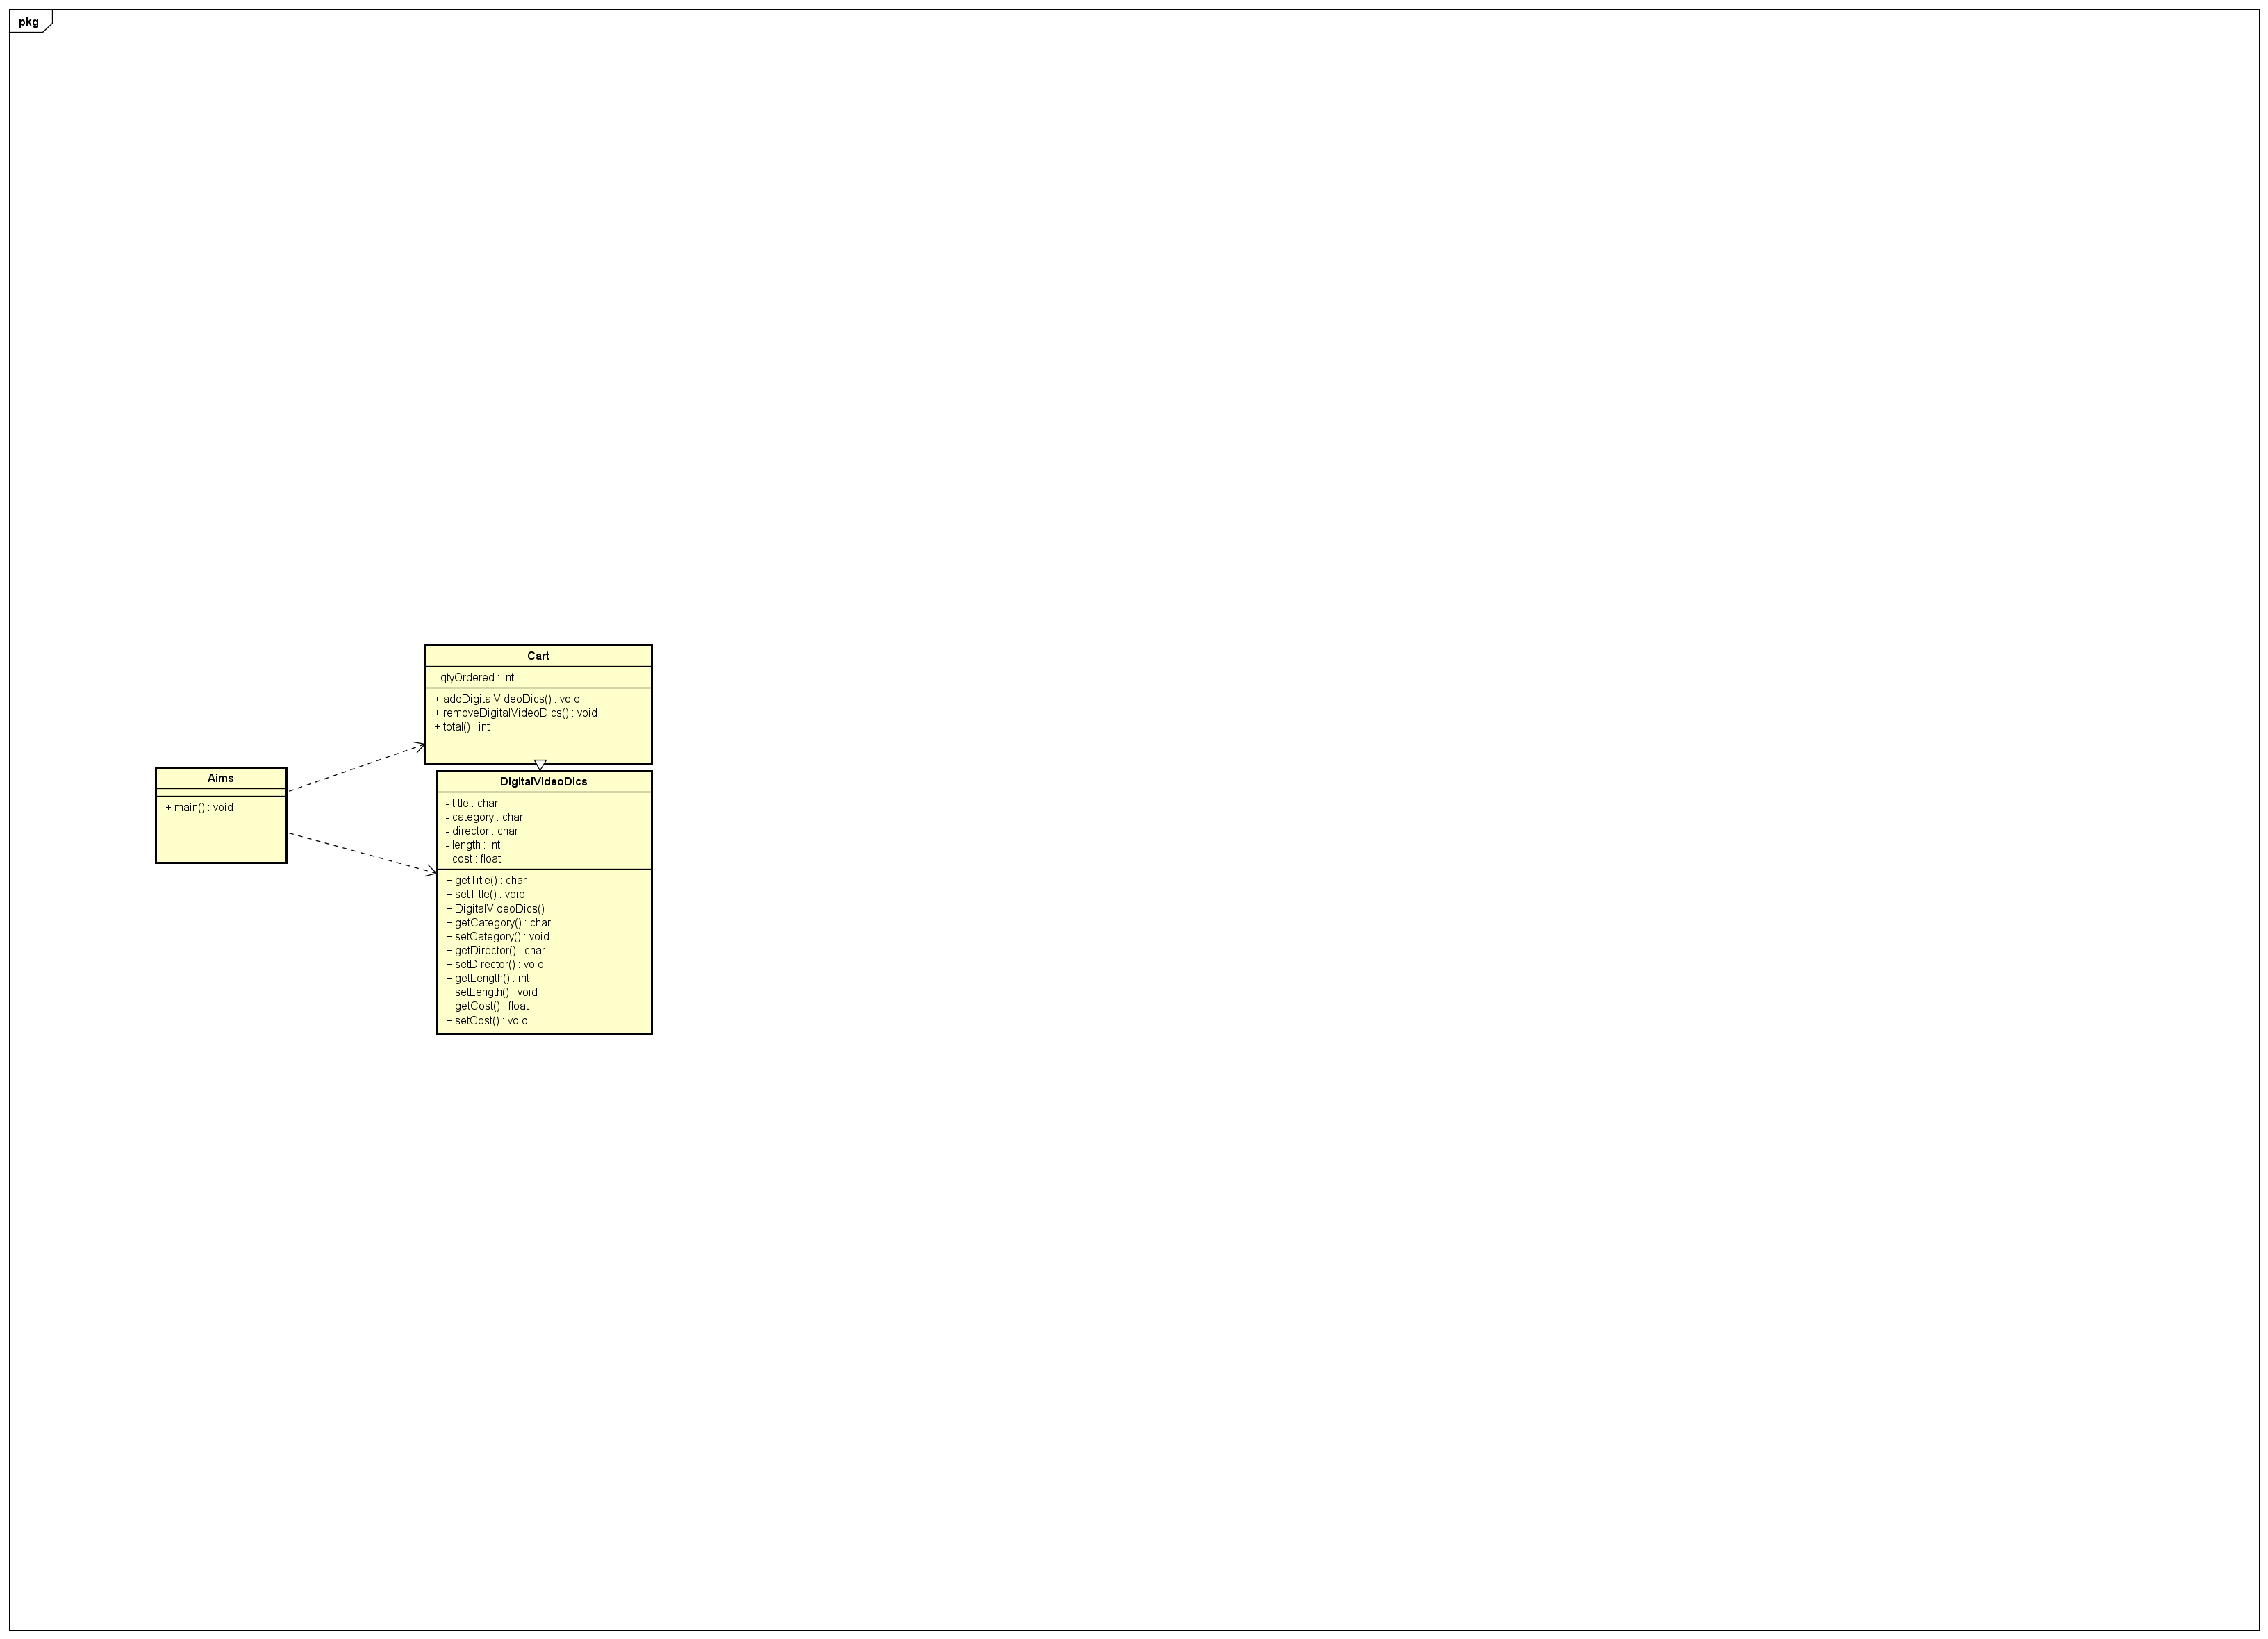 pkg
Cart
- qtyOrdered : int
+ addDigitalVideoDics() : void
+ removeDigitalVideoDics() : void
+ total() : int
Aims
+ main() : void
DigitalVideoDics
- title : char
- category : char
- director : char
- length : int
- cost : float
+ getTitle() : char
+ setTitle() : void
+ DigitalVideoDics()
+ getCategory() : char
+ setCategory() : void
+ getDirector() : char
+ setDirector() : void
+ getLength() : int
+ setLength() : void
+ getCost() : float
+ setCost() : void